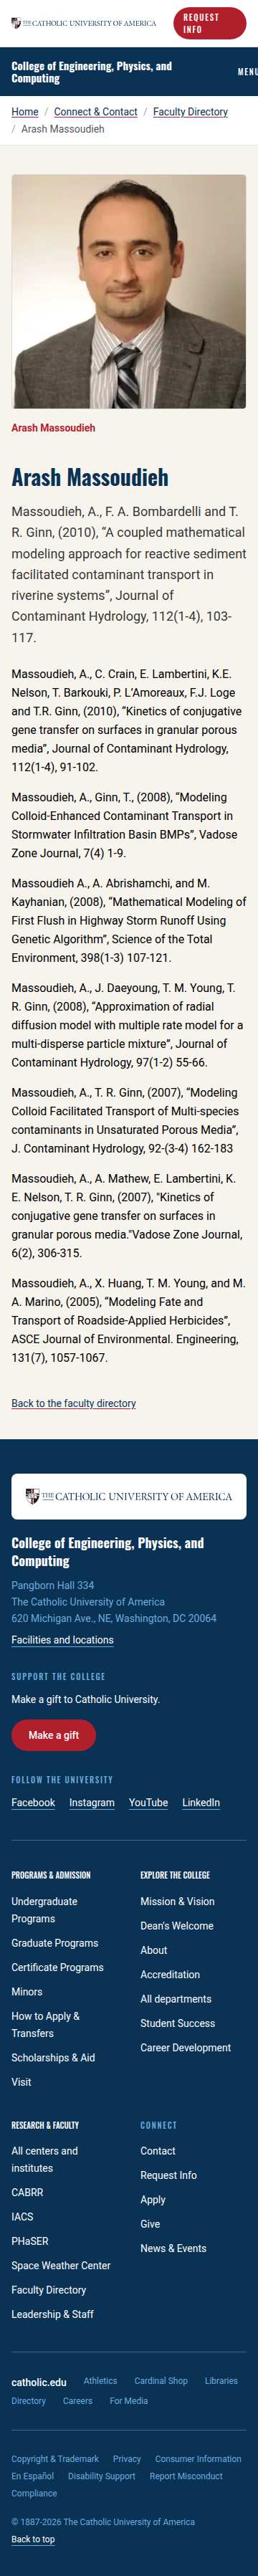 THE CATHOLIC UNIVERSITY OF AMERICA
REQUEST
INFO
College of Engineering, Physics, and
Computing
MENU
Home / Connect & Contact / Faculty Directory
/ Arash Massoudieh
Arash Massoudieh
Arash Massoudieh
Massoudieh, A., F. A. Bombardelli and T.
R. Ginn, (2010), “A coupled mathematical
modeling approach for reactive sediment
facilitated contaminant transport in
riverine systems”, Journal of
Contaminant Hydrology, 112(1-4), 103-
117.
Massoudieh, A., C. Crain, E. Lambertini, K.E.
Nelson, T. Barkouki, P. L’Amoreaux, F.J. Loge
and T.R. Ginn, (2010), “Kinetics of conjugative
gene transfer on surfaces in granular porous
media”, Journal of Contaminant Hydrology,
112(1-4), 91-102.
Massoudieh, A., Ginn, T., (2008), “Modeling
Colloid-Enhanced Contaminant Transport in
Stormwater Infiltration Basin BMPs”, Vadose
Zone Journal, 7(4) 1-9.
Massoudieh A., A. Abrishamchi, and M.
Kayhanian, (2008), “Mathematical Modeling of
First Flush in Highway Storm Runoff Using
Genetic Algorithm”, Science of the Total
Environment, 398(1-3) 107-121.
Massoudieh, A., J. Daeyoung, T. M. Young, T.
R. Ginn, (2008), “Approximation of radial
diffusion model with multiple rate model for a
multi-disperse particle mixture”, Journal of
Contaminant Hydrology, 97(1-2) 55-66.
Massoudieh, A., T. R. Ginn, (2007), “Modeling
Colloid Facilitated Transport of Multi-species
contaminants in Unsaturated Porous Media”,
J. Contaminant Hydrology, 92-(3-4) 162-183
Massoudieh, A., A. Mathew, E. Lambertini, K.
E. Nelson, T. R. Ginn, (2007), "Kinetics of
conjugative gene transfer on surfaces in
granular porous media."Vadose Zone Journal,
6(2), 306-315.
Massoudieh, A., X. Huang, T. M. Young, and M.
A. Marino, (2005), “Modeling Fate and
Transport of Roadside-Applied Herbicides”,
ASCE Journal of Environmental. Engineering,
131(7), 1057-1067.
Back to the faculty directory
THE CATHOLIC UNIVERSITY OF AMERICA
College of Engineering, Physics, and
Computing
Pangborn Hall 334
The Catholic University of America
620 Michigan Ave., NE, Washington, DC 20064
Facilities and locations
SUPPORT THE COLLEGE
Make a gift to Catholic University.
Make a gift
FOLLOW THE UNIVERSITY
Facebook Instagram YouTube LinkedIn
PROGRAMS & ADMISSION
Undergraduate
Programs
Graduate Programs
Certificate Programs
Minors
How to Apply &
Transfers
Scholarships & Aid
Visit
EXPLORE THE COLLEGE
Mission & Vision
Dean's Welcome
About
Accreditation
All departments
Student Success
Career Development
RESEARCH & FACULTY
All centers and
institutes
CABRR
IACS
PHaSER
Space Weather Center
Faculty Directory
Leadership & Staff
CONNECT
Contact
Request Info
Apply
Give
News & Events
catholic.edu Athletics Cardinal Shop Libraries
Directory Careers For Media
Copyright & Trademark Privacy Consumer Information
En Español Disability Support Report Misconduct
Compliance
© 1887-2026 The Catholic University of America
Back to top